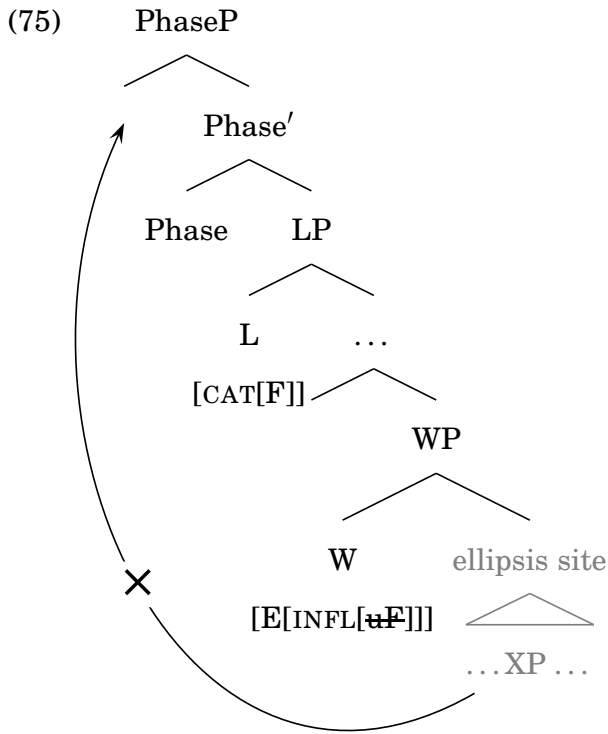 (75) PhaseP
Phase′
Phase LP
L …
[CAT[F]]
WP
W ellipsis site
[E[INFL[uF]]]
…XP…